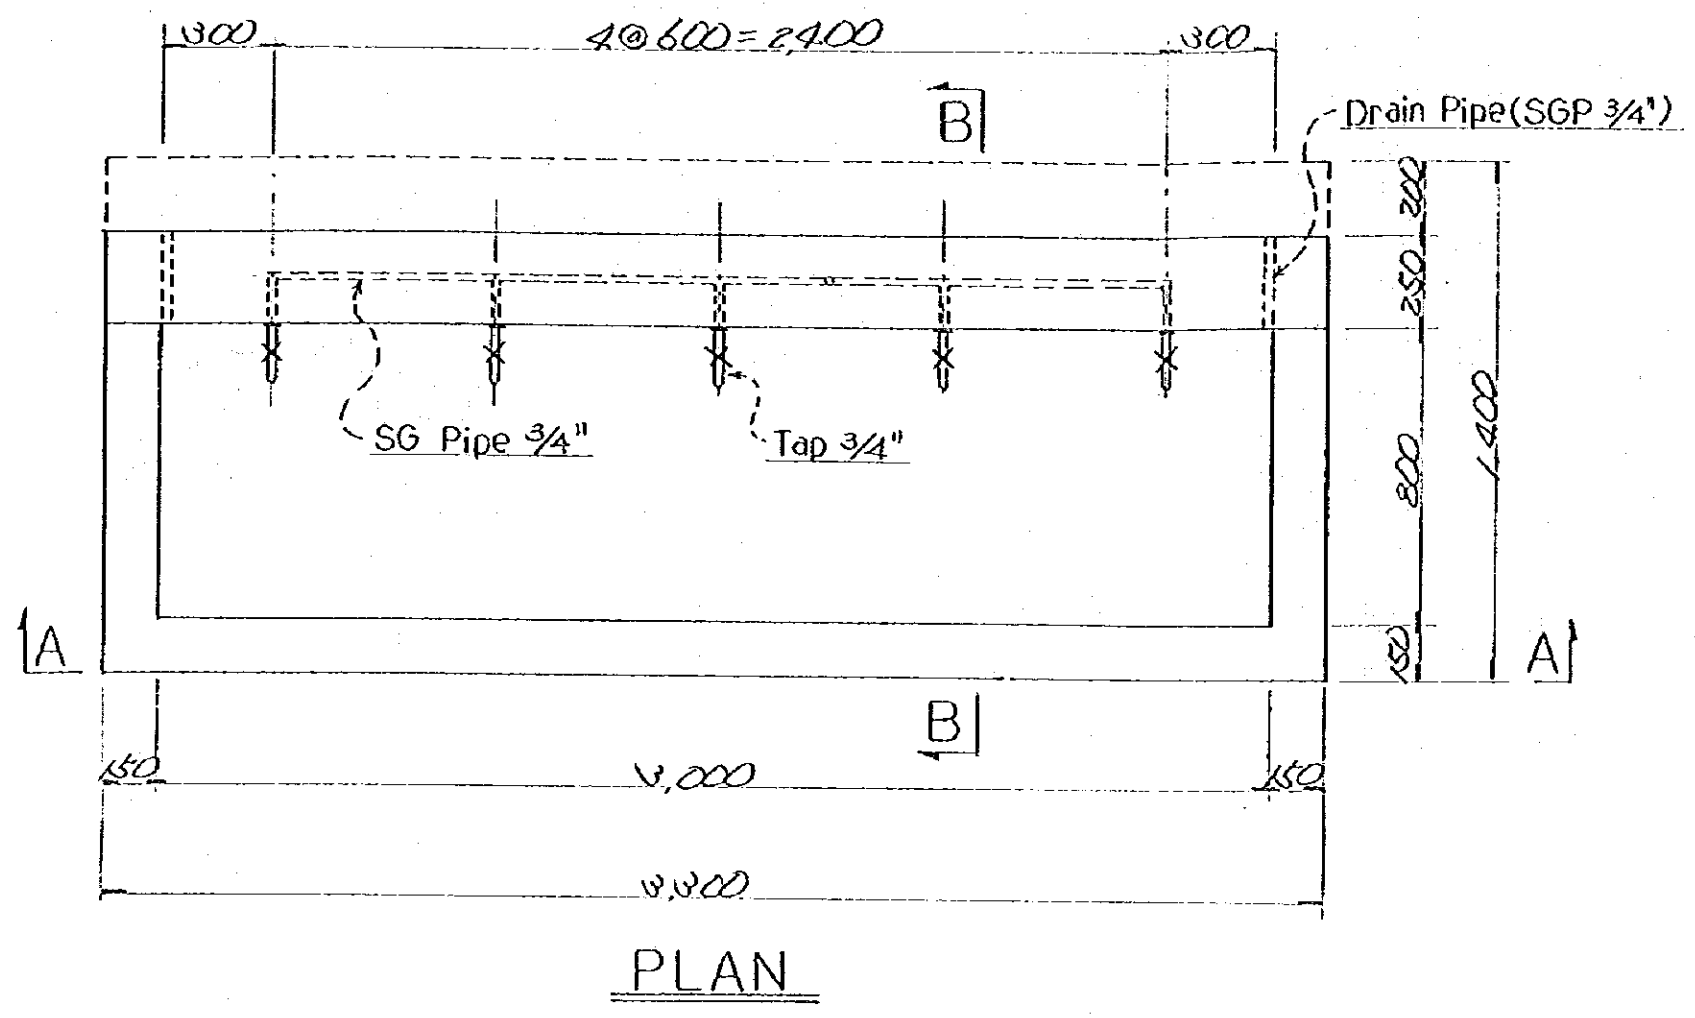 300
4@600=2,400
300
B
Drain Pipe(SGP 3/4")
200
250
800
150
1,400
SG Pipe 3/4"
Tap 3/4"
A
A
B
150
3,000
150
3,300
PLAN